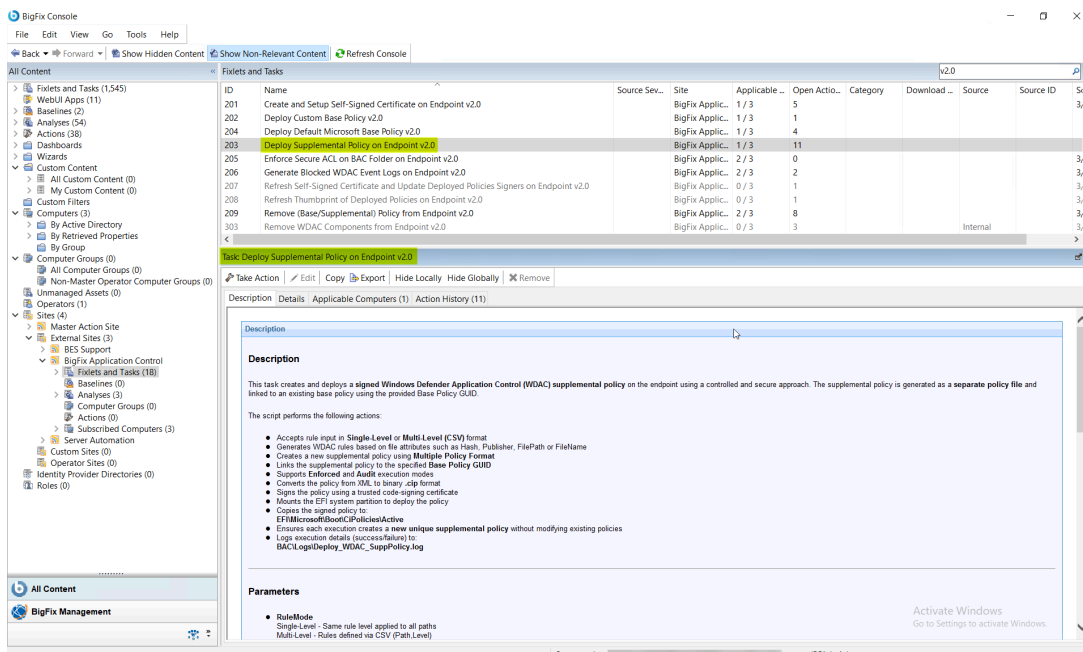 BigFix Console
File Edit View Go Tools Help
Back Forward Show Hidden Content Show Non-Relevant Content Refresh Console
All Content
Fixlets and Tasks (1,545)
WebUI Apps (11)
Baselines (2)
Analyses (54)
Actions (38)
Dashboards
Wizards
Custom Content
All Custom Content (0)
My Custom Content (0)
Custom Filters
Computers (3)
By Active Directory
By Retrieved Properties
By Group
Computer Groups (0)
All Computer Groups (0)
Non-Master Operator Computer Groups (0)
Unmanaged Assets (0)
Operators (1)
Sites (4)
Master Action Site
External Sites (3)
BES Support
BigFix Application Control
Fixlets and Tasks (18)
Baselines (0)
Analyses (3)
Computer Groups (0)
Actions (0)
Subscribed Computers (3)
Server Automation
Custom Sites (0)
Operator Sites (0)
Identity Provider Directories (0)
Roles (0)
All Content
BigFix Management
Fixlets and Tasks v2.0
ID Name Source Sev... Site Applicable ... Open Actio... Category Download ... Source Source ID
201 Create and Setup Self-Signed Certificate on Endpoint v2.0 BigFix Applic... 1 / 3 5
202 Deploy Custom Base Policy v2.0 BigFix Applic... 1 / 3 1
204 Deploy Default Microsoft Base Policy v2.0 BigFix Applic... 1 / 3 4
203 Deploy Supplemental Policy on Endpoint v2.0 BigFix Applic... 1 / 3 11
205 Enforce Secure ACL on BAC Folder on Endpoint v2.0 BigFix Applic... 2 / 3 0
206 Generate Blocked WDAC Event Logs on Endpoint v2.0 BigFix Applic... 2 / 3 2
207 Refresh Self-Signed Certificate and Update Deployed Policies Signers on Endpoint v2.0 BigFix Applic... 0 / 3 1
208 Refresh Thumbprint of Deployed Policies on Endpoint v2.0 BigFix Applic... 0 / 3 1
209 Remove (Base/Supplemental) Policy from Endpoint v2.0 BigFix Applic... 2 / 3 8
303 Remove WDAC Components from Endpoint v2.0 BigFix Applic... 0 / 3 3 Internal
Task: Deploy Supplemental Policy on Endpoint v2.0
Take Action Edit Copy Export Hide Locally Hide Globally Remove
Description Details Applicable Computers (1) Action History (11)
Description
Description
This task creates and deploys a signed Windows Defender Application Control (WDAC) supplemental policy on the endpoint using a controlled and secure approach. The supplemental policy is generated as a separate policy file and
linked to an existing base policy using the provided Base Policy GUID.
The script performs the following actions:
● Accepts rule input in Single-Level or Multi-Level (CSV) format
● Generates WDAC rules based on file attributes such as Hash, Publisher, FilePath or FileName
● Creates a new supplemental policy using Multiple Policy Format
● Links the supplemental policy to the specified Base Policy GUID
● Supports Enforced and Audit execution modes
● Converts the policy from XML to binary .cip format
● Signs the policy using a trusted code-signing certificate
● Mounts the EFI system partition to deploy the policy
● Copies the signed policy to:
EFI\Microsoft\Boot\CiPolicies\Active
● Ensures each execution creates a new unique supplemental policy without modifying existing policies
● Logs execution details (success/failure) to:
BAC\Logs\Deploy_WDAC_SuppPolicy.log
Parameters
● RuleMode
Single-Level - Same rule level applied to all paths
Multi-Level - Rules defined via CSV (Path,Level)
Activate Windows
Go to Settings to activate Windows.